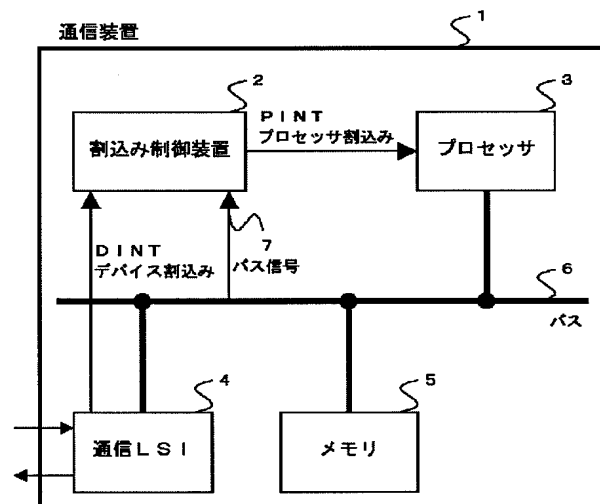 通信装置
1
2
3
割込み制御装置
PINT
プロセッサ割込み
プロセッサ
DINT
デバイス割込み
7
バス信号
6
バス
4
5
通信LSI
メモリ